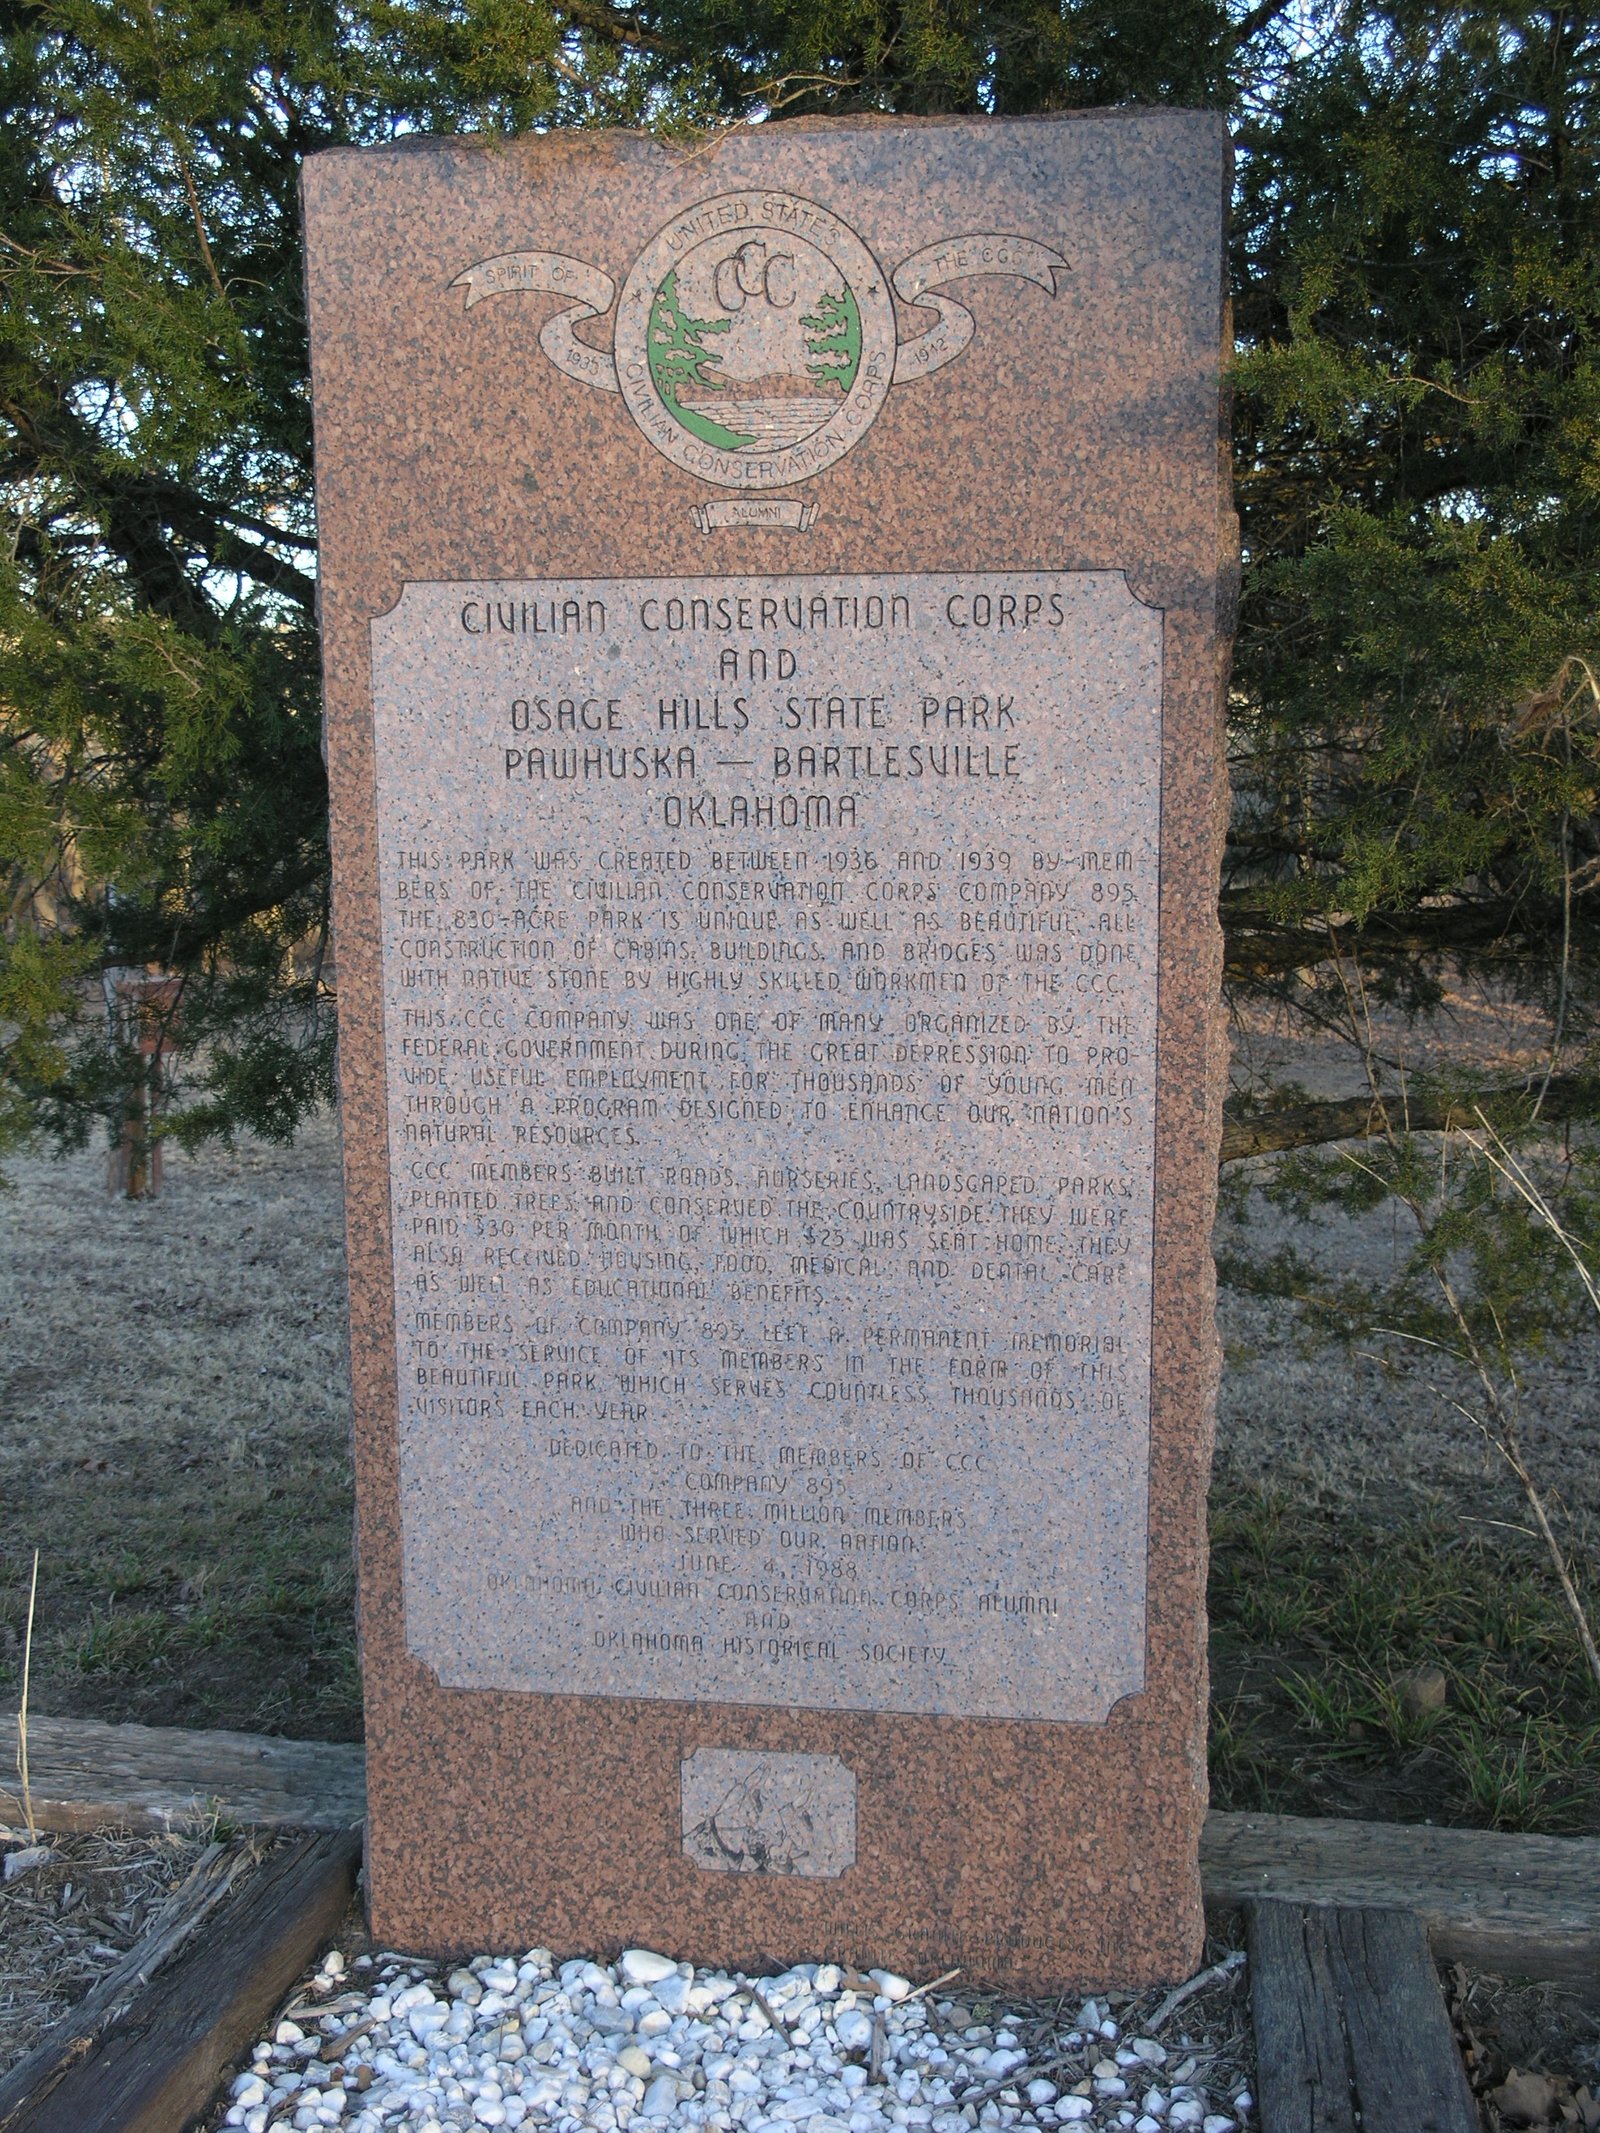 UNITED STATE'S
CCC
SPIRIT OF
THE CCC
1935
1942
CIVILIAN CONSERVATION CORPS
ALUMNI
CIVILIAN CONSERVATION CORPS
AND
OSAGE HILLS STATE PARK
PAWHUSKA — BARTLESVILLE
OKLAHOMA
THIS PARK WAS CREATED BETWEEN 1936 AND 1939 BY MEM-
BERS OF THE CIVILIAN CONSERVATION CORPS COMPANY 895.
THE 830-ACRE PARK IS UNIQUE AS WELL AS BEAUTIFUL. ALL
CONSTRUCTION OF CABINS, BUILDINGS, AND BRIDGES WAS DONE
WITH NATIVE STONE BY HIGHLY SKILLED WORKMEN OF THE CCC.
THIS CCC COMPANY WAS ONE OF MANY ORGANIZED BY THE
FEDERAL GOVERNMENT DURING THE GREAT DEPRESSION TO PRO-
VIDE USEFUL EMPLOYMENT FOR THOUSANDS OF YOUNG MEN
THROUGH A PROGRAM DESIGNED TO ENHANCE OUR NATION'S
NATURAL RESOURCES.
CCC MEMBERS BUILT ROADS, NURSERIES, LANDSCAPED PARKS,
PLANTED TREES AND CONSERVED THE COUNTRYSIDE. THEY WERE
PAID $30 PER MONTH, OF WHICH $25 WAS SENT HOME. THEY
ALSO RECEIVED HOUSING, FOOD, MEDICAL AND DENTAL CARE
AS WELL AS EDUCATIONAL BENEFITS.
MEMBERS OF COMPANY 895 LEFT A PERMANENT MEMORIAL
TO THE SERVICE OF ITS MEMBERS IN THE FORM OF THIS
BEAUTIFUL PARK WHICH SERVES COUNTLESS THOUSANDS OF
VISITORS EACH YEAR.
DEDICATED TO THE MEMBERS OF CCC
COMPANY 895
AND THE THREE MILLION MEMBERS
WHO SERVED OUR NATION.
JUNE 4, 1988
OKLAHOMA CIVILIAN CONSERVATION CORPS ALUMNI
AND
OKLAHOMA HISTORICAL SOCIETY
GRANITE PRODUCTS, INC.